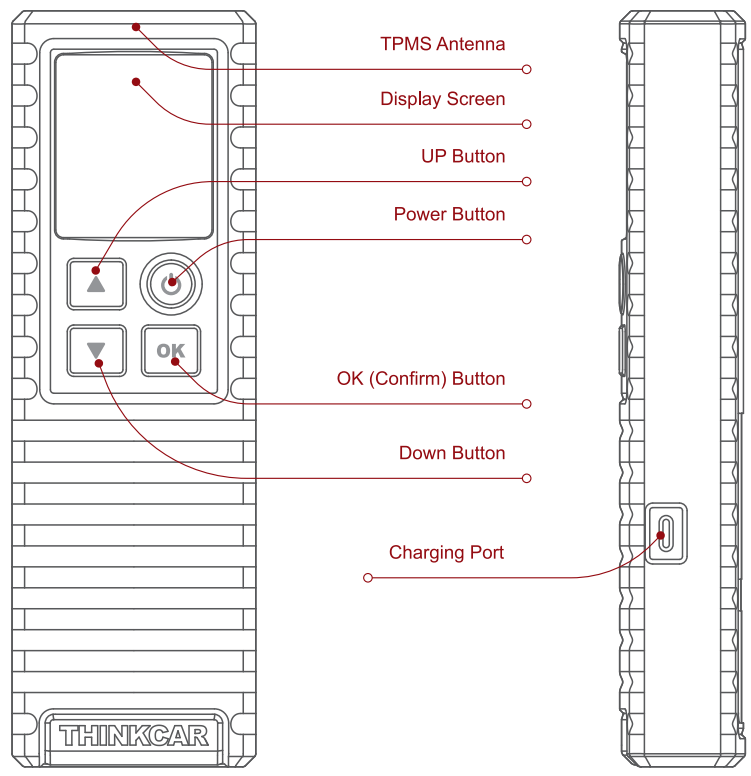 TPMS Antenna
Display Screen
UP Button
Power Button
OK
OK (Confirm) Button
Down Button
Charging Port
THINKCAR